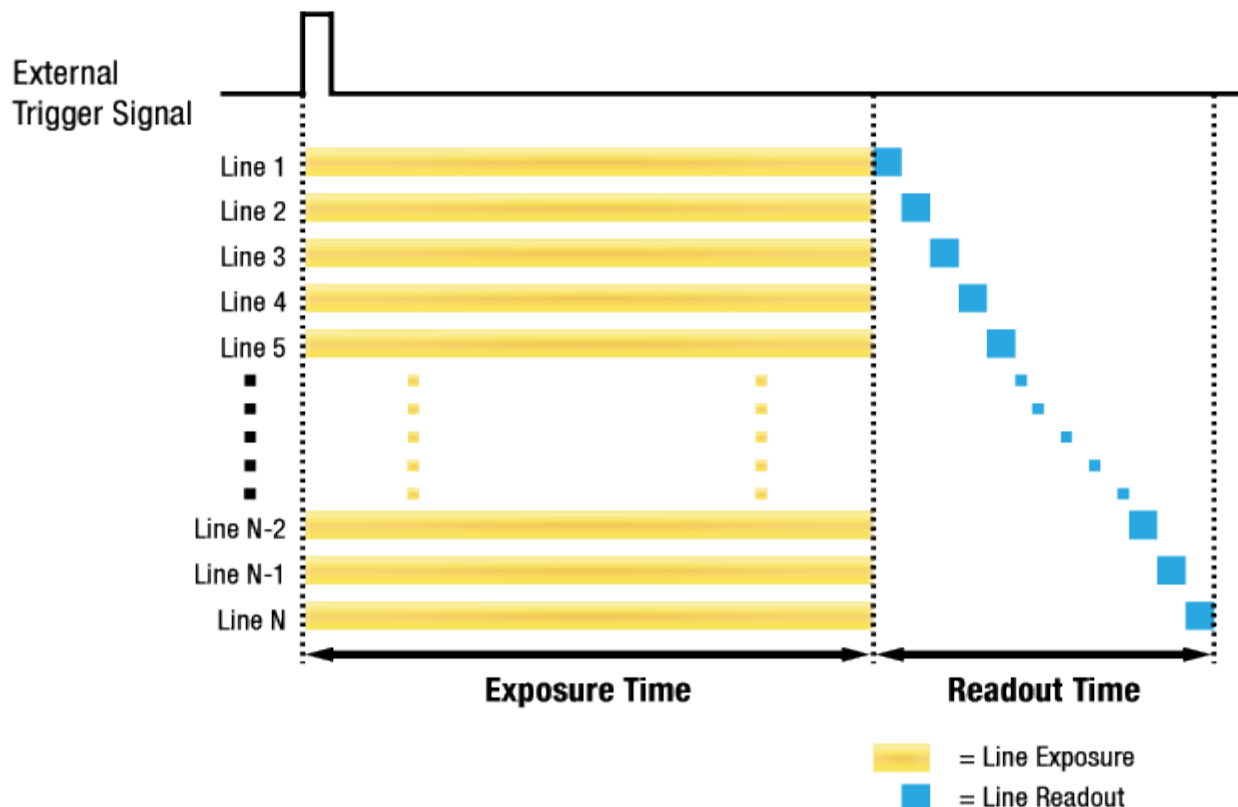 External
Trigger Signal
Line 1
Line 2
Line 3
Line 4
Line 5
Line N-2
Line N-1
Line N
Exposure Time
Readout Time
= Line Exposure
= Line Readout